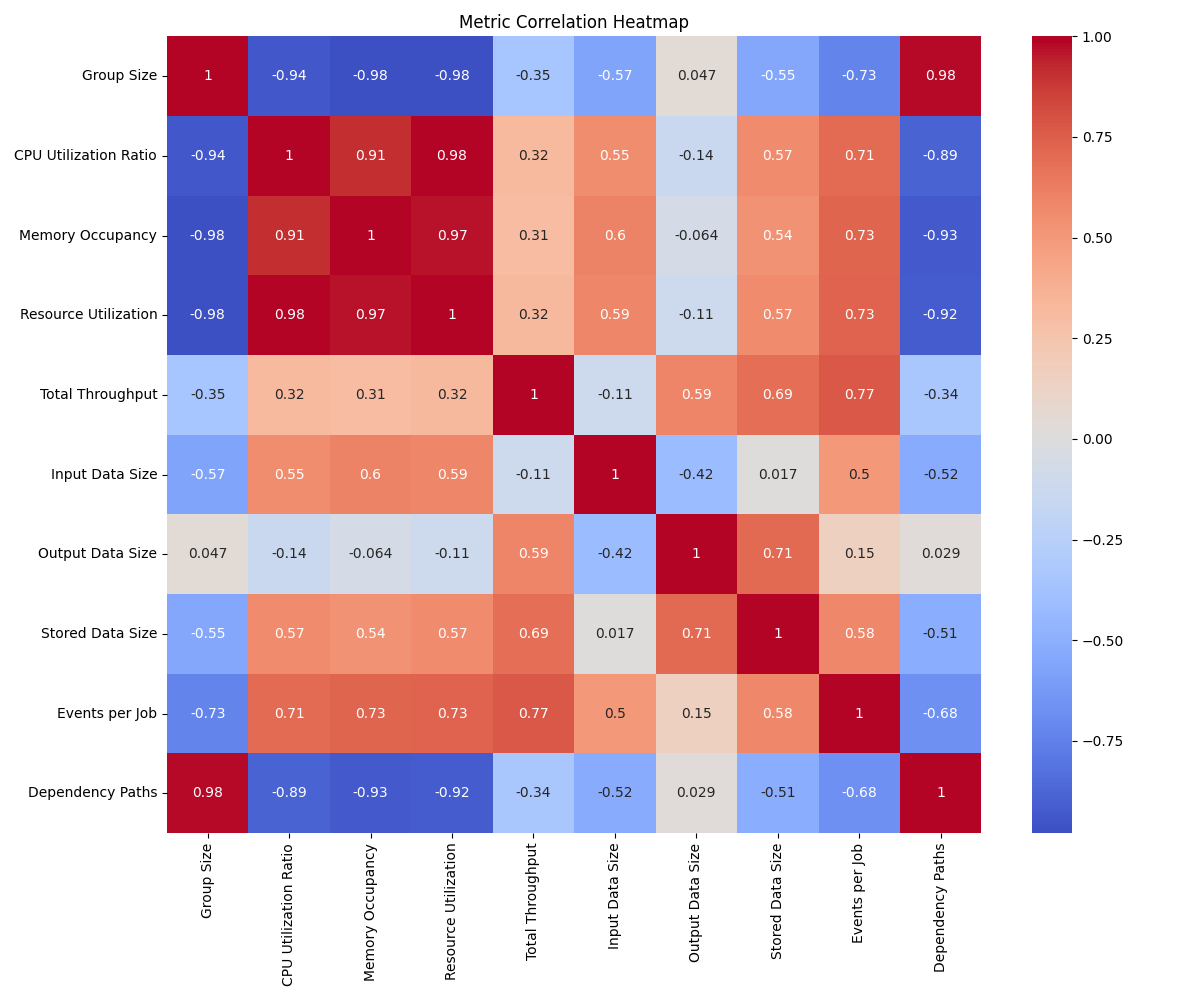 Metric Correlation Heatmap
Group Size 1 -0.94 -0.98 -0.98 -0.35 -0.57 0.047 -0.55 -0.73 0.98
CPU Utilization Ratio -0.94 1 0.91 0.98 0.32 0.55 -0.14 0.57 0.71 -0.89
Memory Occupancy -0.98 0.91 1 0.97 0.31 0.6 -0.064 0.54 0.73 -0.93
Resource Utilization -0.98 0.98 0.97 1 0.32 0.59 -0.11 0.57 0.73 -0.92
Total Throughput -0.35 0.32 0.31 0.32 1 -0.11 0.59 0.69 0.77 -0.34
Input Data Size -0.57 0.55 0.6 0.59 -0.11 1 -0.42 0.017 0.5 -0.52
Output Data Size 0.047 -0.14 -0.064 -0.11 0.59 -0.42 1 0.71 0.15 0.029
Stored Data Size -0.55 0.57 0.54 0.57 0.69 0.017 0.71 1 0.58 -0.51
Events per Job -0.73 0.71 0.73 0.73 0.77 0.5 0.15 0.58 1 -0.68
Dependency Paths 0.98 -0.89 -0.93 -0.92 -0.34 -0.52 0.029 -0.51 -0.68 1
Group Size
CPU Utilization Ratio
Memory Occupancy
Resource Utilization
Total Throughput
Input Data Size
Output Data Size
Stored Data Size
Events per Job
Dependency Paths
1.00
0.75
0.50
0.25
0.00
−0.25
−0.50
−0.75